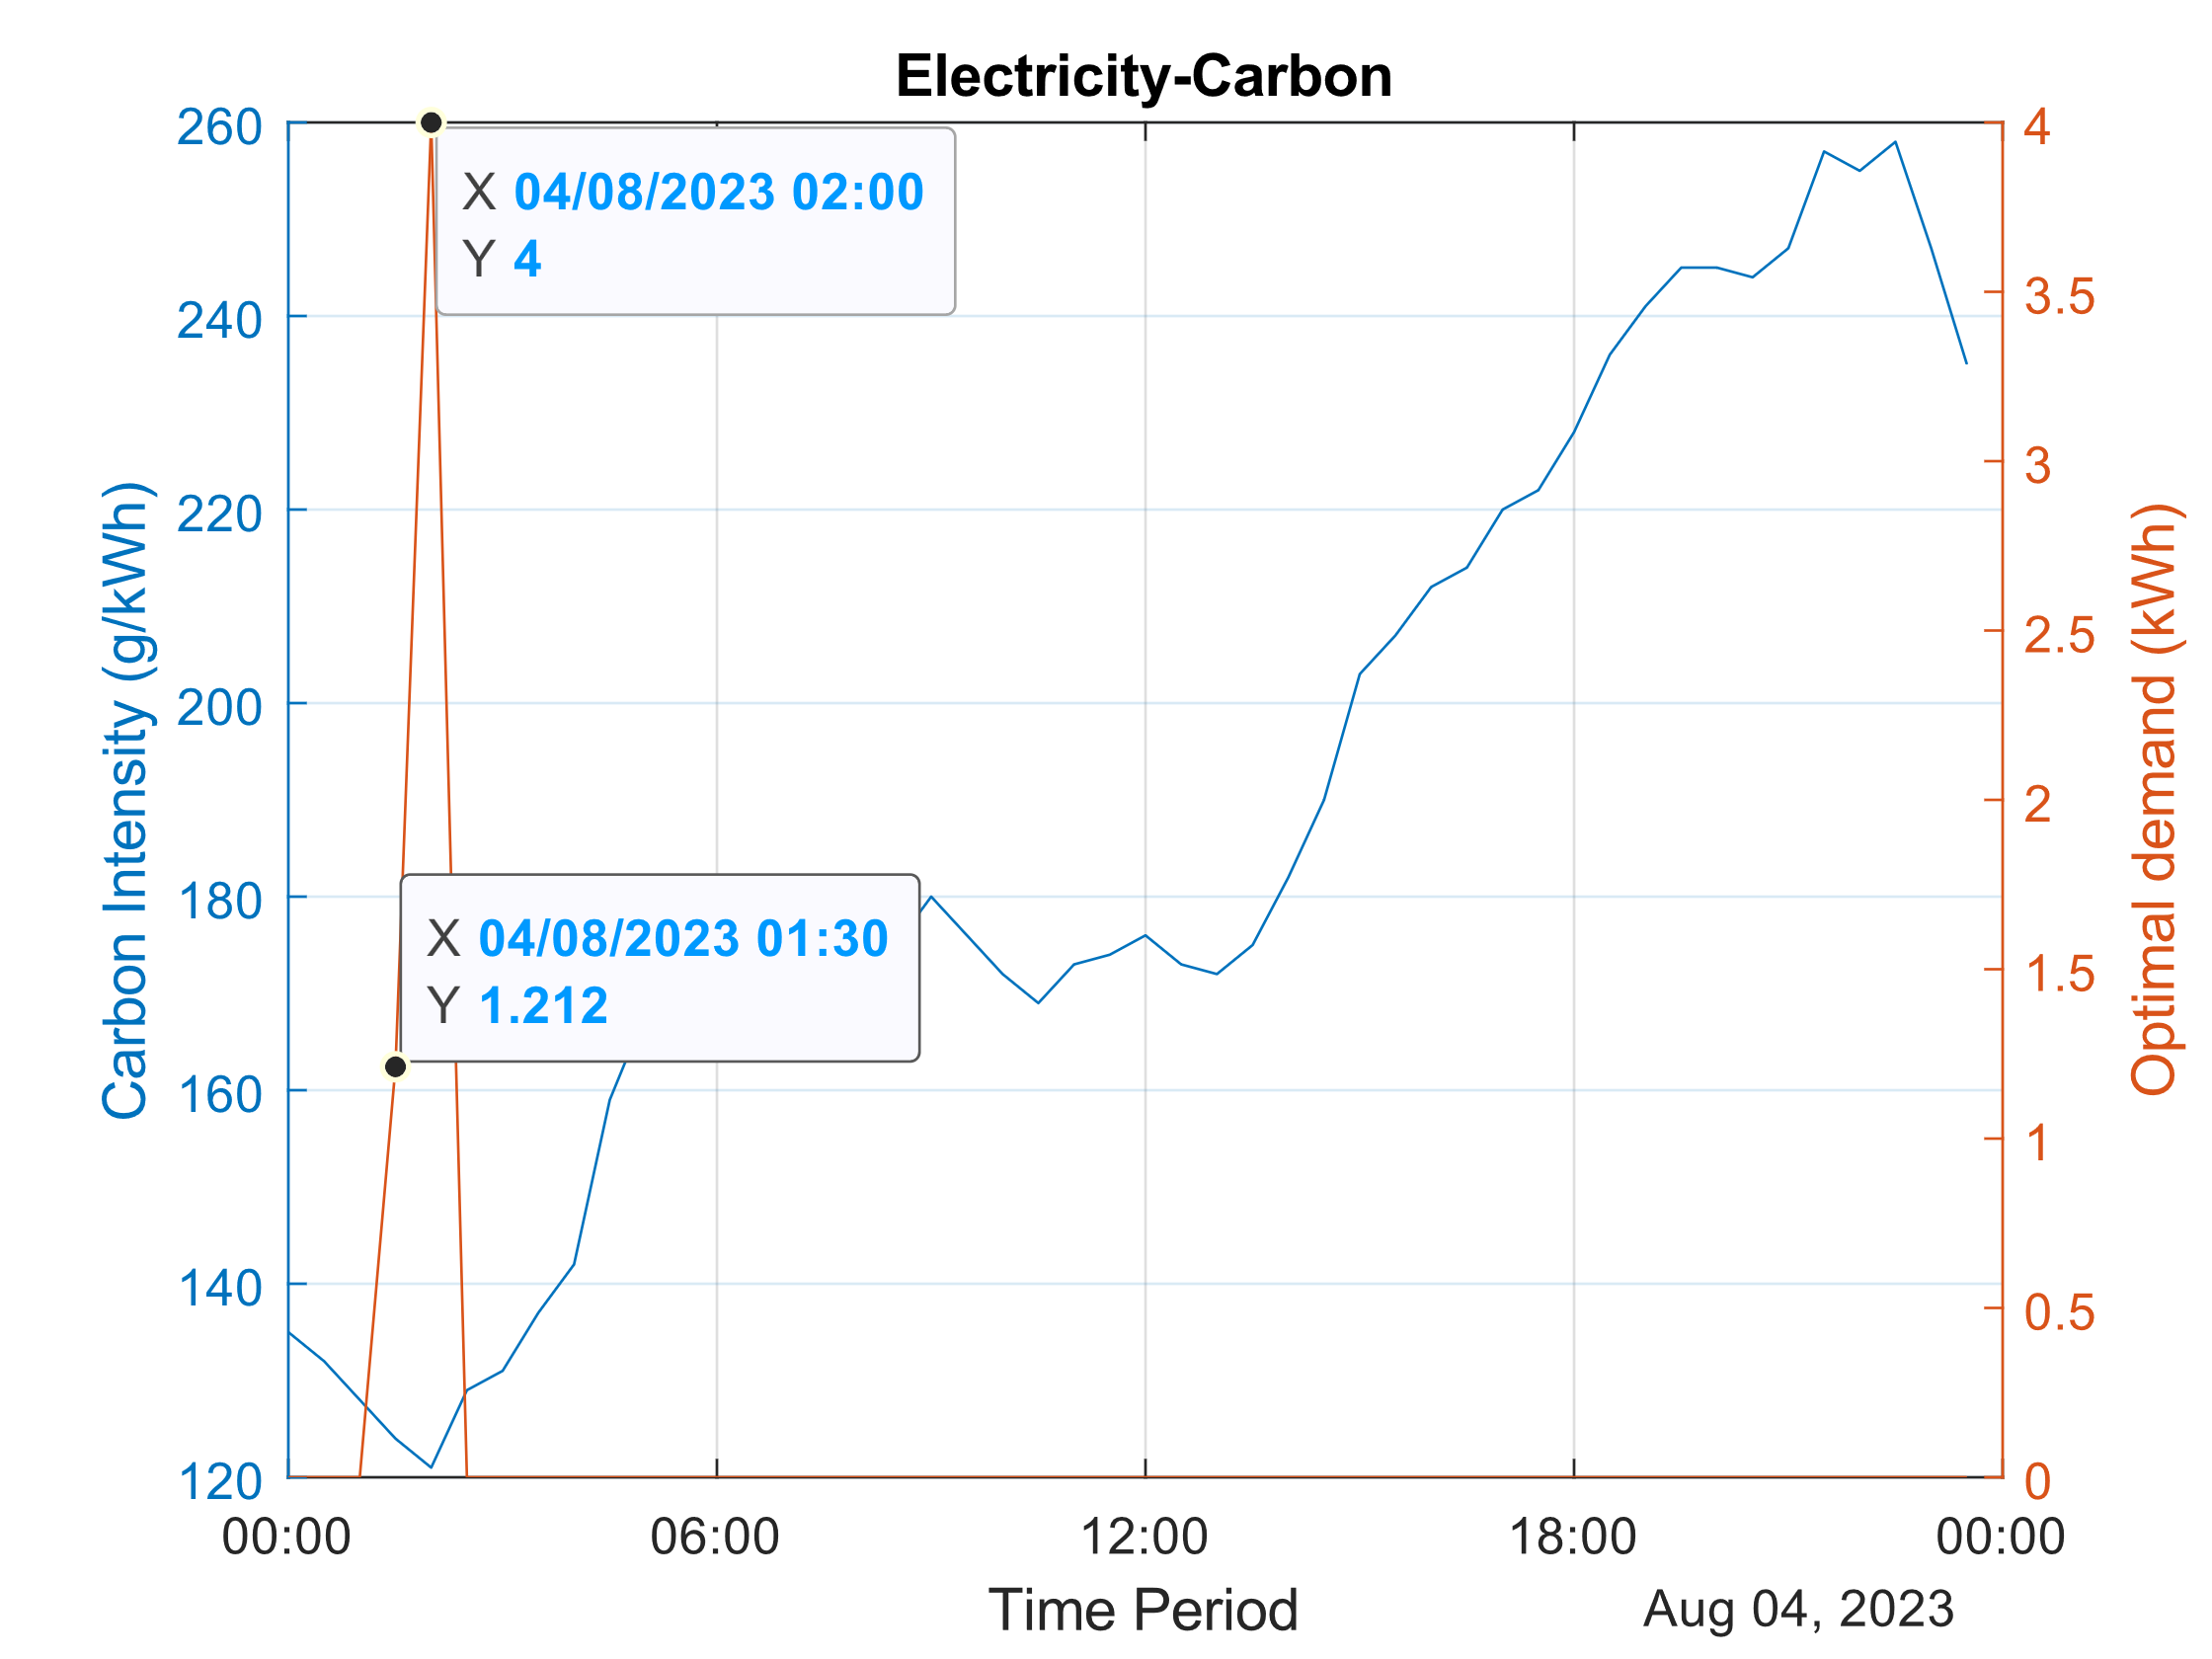 Electricity-Carbon
260
240
220
200
180
160
140
120
Carbon Intensity (g/kWh)
X 04/08/2023 02:00
Y 4
X 04/08/2023 01:30
Y 1.212
4
3.5
3
2.5
2
1.5
1
0.5
0
Optimal demand (kWh)
00:00 06:00 12:00 18:00 00:00
Time Period
Aug 04, 2023